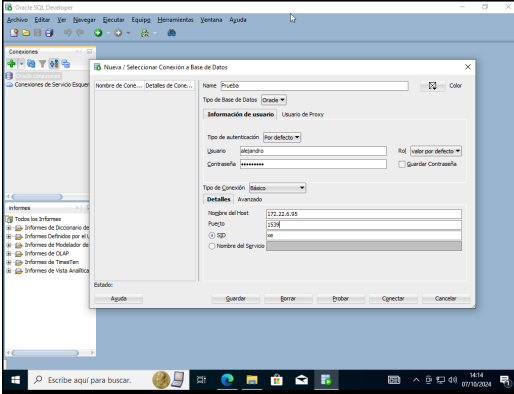 Oracle SQL Developer
Archivo Editar Ver Navegar Ejecutar Equipo Herramientas Ventana Ayuda
Conexiones
Conexiones de Servicio Esquer
Informes
Todos los Informes
Informes de Diccionario de
Informes Definidos por el U
Informes de Modelador de
Informes de OLAP
Informes de TimesTen
Informes de Vista Analítica
Nueva / Seleccionar Conexión a Base de Datos
Nombre de Cone... Detalles de Cone...
Name Prueba Color
Tipo de Base de Datos Oracle
Información de usuario Usuario de Proxy
Tipo de autenticación Por defecto
Usuario alejandro Rol valor por defecto
Contraseña ********* Guardar Contraseña
Tipo de Conexión Básico
Detalles Avanzado
Nombre del Host 172.22.6.95
Puerto 1539
SID xe
Nombre del Servicio
Estado:
Ayuda Guardar Borrar Probar Conectar Cancelar
Escribe aquí para buscar.
14:14
07/10/2024